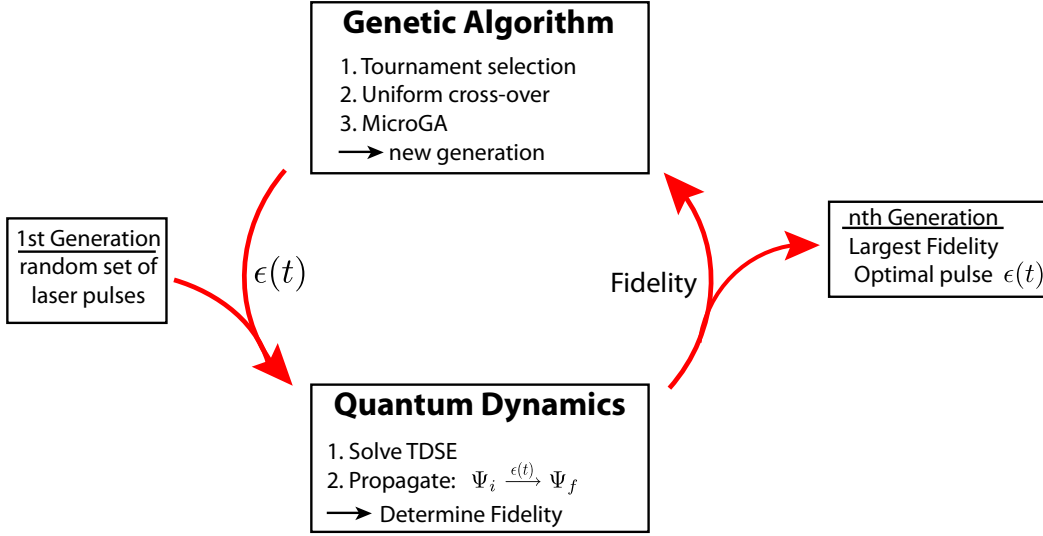 Genetic Algorithm
1. Tournament selection
2. Uniform cross-over
3. MicroGA
→ new generation
1st Generation
random set of
laser pulses
ϵ(t)
Fidelity
nth Generation
Largest Fidelity
Optimal pulse ϵ(t)
Quantum Dynamics
1. Solve TDSE
2. Propagate: Ψ_i —ϵ(t)→ Ψ_f
→ Determine Fidelity